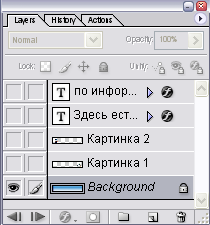 Layers History Actions
Normal Opacity: 100%
Lock: Unify:
T по инфор...
T Здесь ест...
Картинка 2
Картинка 1
Background